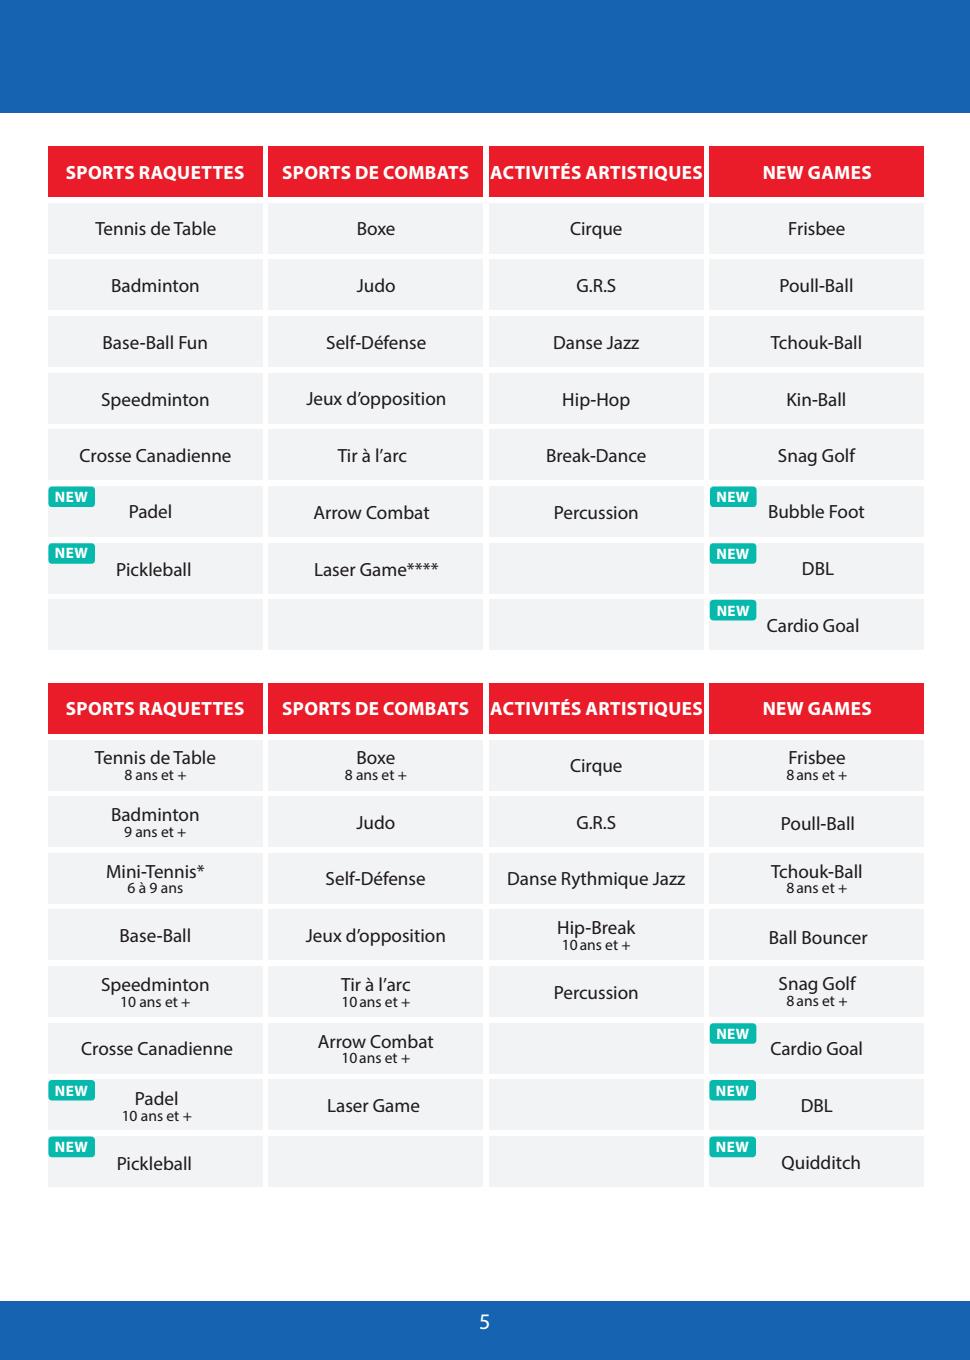 SPORTS RAQUETTES SPORTS DE COMBATS ACTIVITÉS ARTISTIQUES NEW GAMES
Tennis de Table Boxe Cirque Frisbee
Badminton Judo G.R.S Poull-Ball
Base-Ball Fun Self-Défense Danse Jazz Tchouk-Ball
Speedminton Jeux d’opposition Hip-Hop Kin-Ball
Crosse Canadienne Tir à l’arc Break-Dance Snag Golf
NEW Padel Arrow Combat Percussion NEW Bubble Foot
NEW Pickleball Laser Game**** NEW DBL
NEW Cardio Goal
SPORTS RAQUETTES SPORTS DE COMBATS ACTIVITÉS ARTISTIQUES NEW GAMES
Tennis de Table Boxe Cirque Frisbee
8 ans et + 8 ans et + 8 ans et +
Badminton Judo G.R.S Poull-Ball
9 ans et +
Mini-Tennis* Self-Défense Danse Rythmique Jazz Tchouk-Ball
6 à 9 ans 8 ans et +
Base-Ball Jeux d’opposition Hip-Break Ball Bouncer
10 ans et +
Speedminton Tir à l’arc Percussion Snag Golf
10 ans et + 10 ans et + 8 ans et +
Crosse Canadienne Arrow Combat NEW Cardio Goal
10 ans et +
NEW Padel Laser Game NEW DBL
10 ans et +
NEW Pickleball NEW Quidditch
5